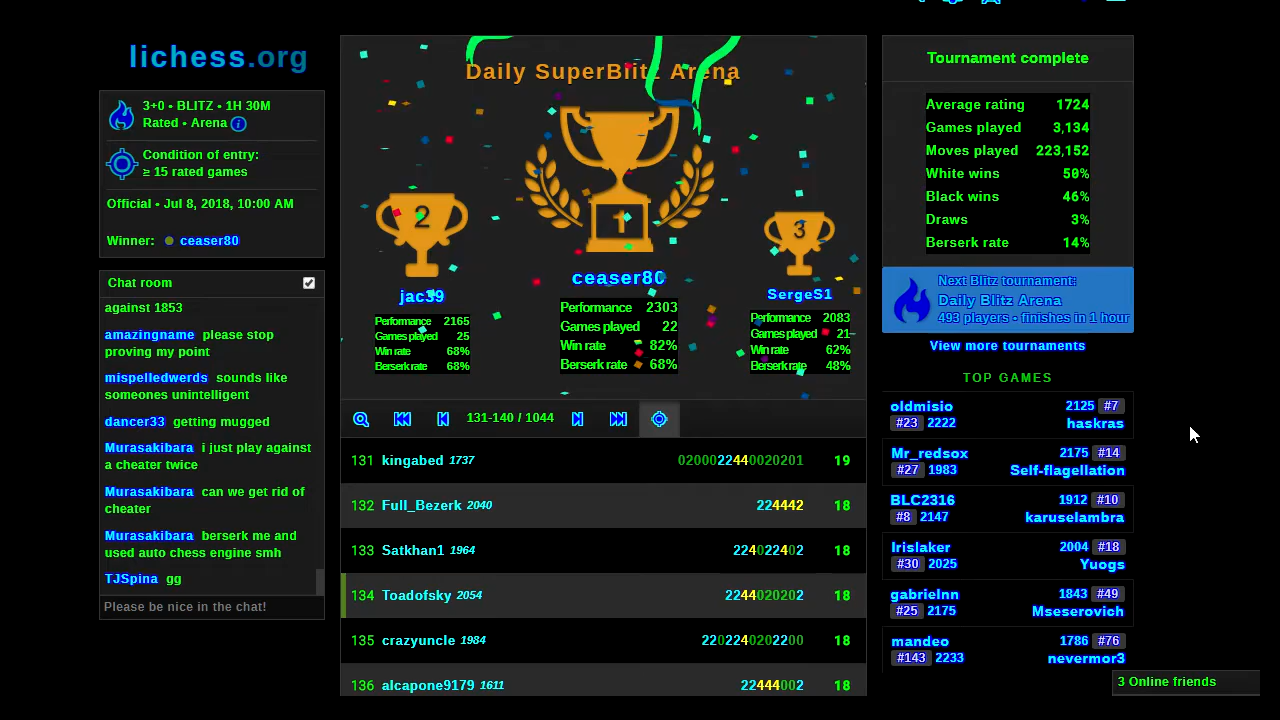 lichess.org
3+0 • BLITZ • 1H 30M
Rated • Arena
Condition of entry:
≥ 15 rated games
Official • Jul 8, 2018, 10:00 AM
Winner: ceaser80
Chat room
against 1853
amazingname please stop
proving my point
mispelledwerds sounds like
someones unintelligent
dancer33 getting mugged
Murasakibara i just play against
a cheater twice
Murasakibara can we get rid of
cheater
Murasakibara berserk me and
used auto chess engine smh
TJSpina gg
Please be nice in the chat!
Daily SuperBlitz Arena
2
jac39
Performance 2165
Games played 25
Win rate 68%
Berserk rate 68%
1
ceaser80
Performance 2303
Games played 22
Win rate 82%
Berserk rate 68%
3
SergeS1
Performance 2083
Games played 21
Win rate 62%
Berserk rate 48%
131-140 / 1044
131 kingabed 1737 0200022440020201 19
132 Full_Bezerk 2040 224442 18
133 Satkhan1 1964 224022402 18
134 Toadofsky 2054 2244020202 18
135 crazyuncle 1984 2202240202200 18
136 alcapone9179 1611 22444002 18
Tournament complete
Average rating 1724
Games played 3,134
Moves played 223,152
White wins 50%
Black wins 46%
Draws 3%
Berserk rate 14%
Next Blitz tournament:
Daily Blitz Arena
493 players • finishes in 1 hour
View more tournaments
TOP GAMES
oldmisio 2125 #7
#23 2222 haskras
Mr_redsox 2175 #14
#27 1983 Self-flagellation
BLC2316 1912 #10
#8 2147 karuselambra
Irislaker 2004 #18
#30 2025 Yuogs
gabrielnn 1843 #49
#25 2175 Mseserovich
mandeo 1786 #76
#143 2233 nevermor3
3 Online friends